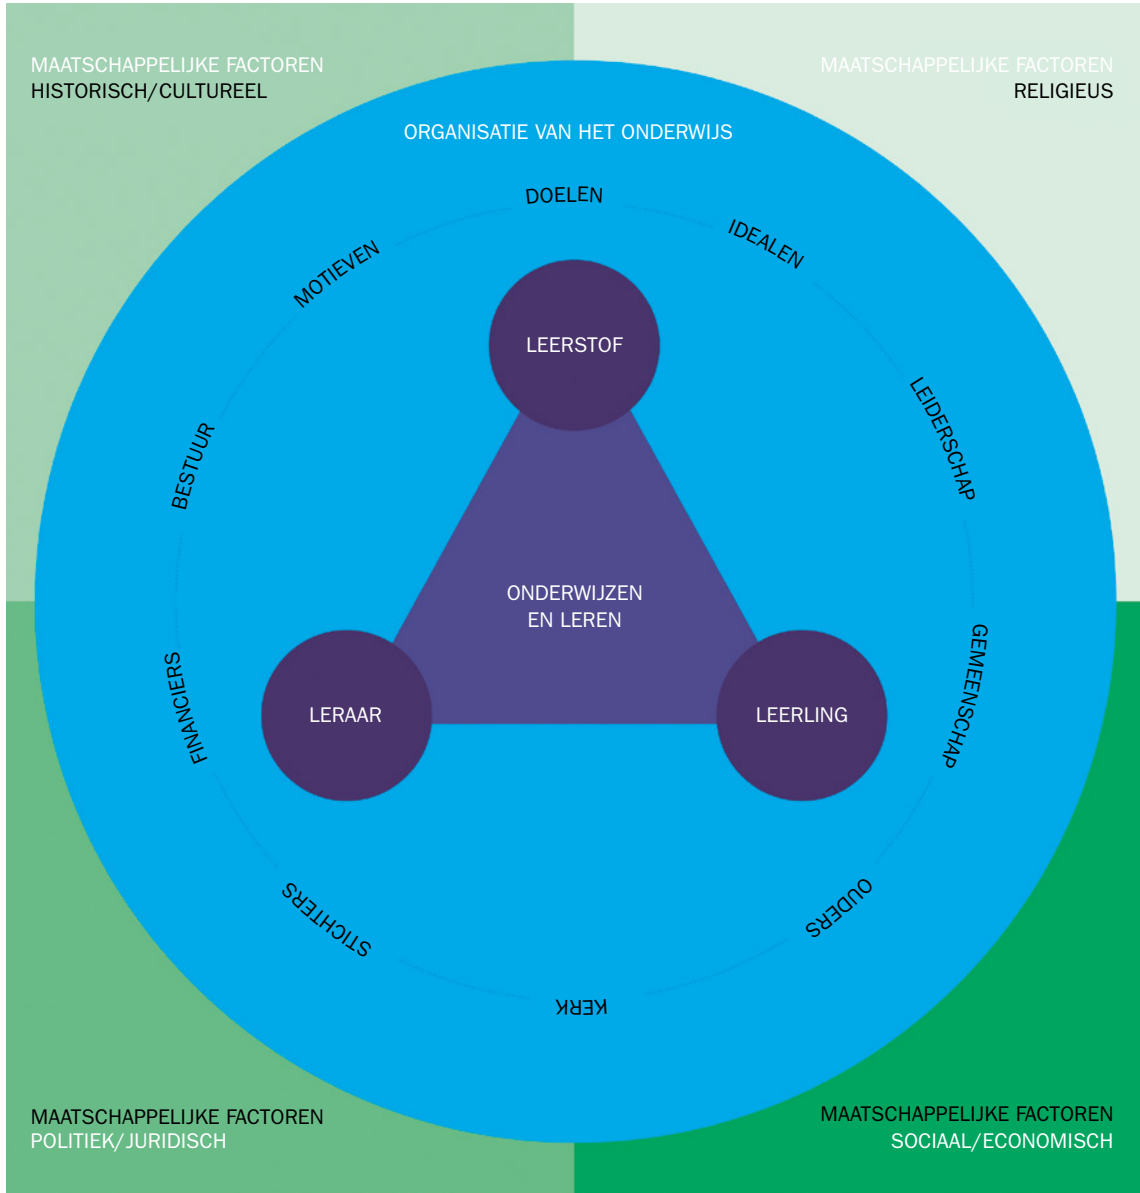 MAATSCHAPPELIJKE FACTOREN
HISTORISCH/CULTUREEL
MAATSCHAPPELIJKE FACTOREN
RELIGIEUS
ORGANISATIE VAN HET ONDERWIJS
DOELEN
IDEALEN
LEIDERSCHAP
GEMEENSCHAP
OUDERS
KERK
STICHTERS
FINANCIERS
BESTUUR
MOTIEVEN
LEERSTOF
ONDERWIJZEN
EN LEREN
LERAAR
LEERLING
MAATSCHAPPELIJKE FACTOREN
POLITIEK/JURIDISCH
MAATSCHAPPELIJKE FACTOREN
SOCIAAL/ECONOMISCH